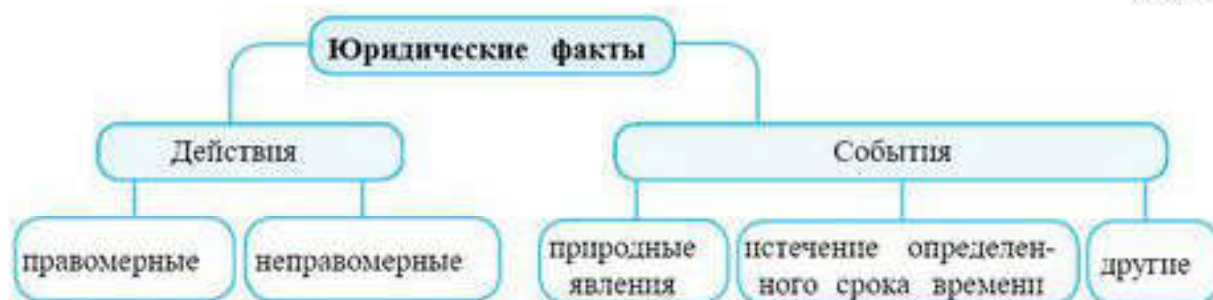 Юридические факты
Действия
События
правомерные
неправомерные
природные
явления
истечение определен-
ного срока времени
другие